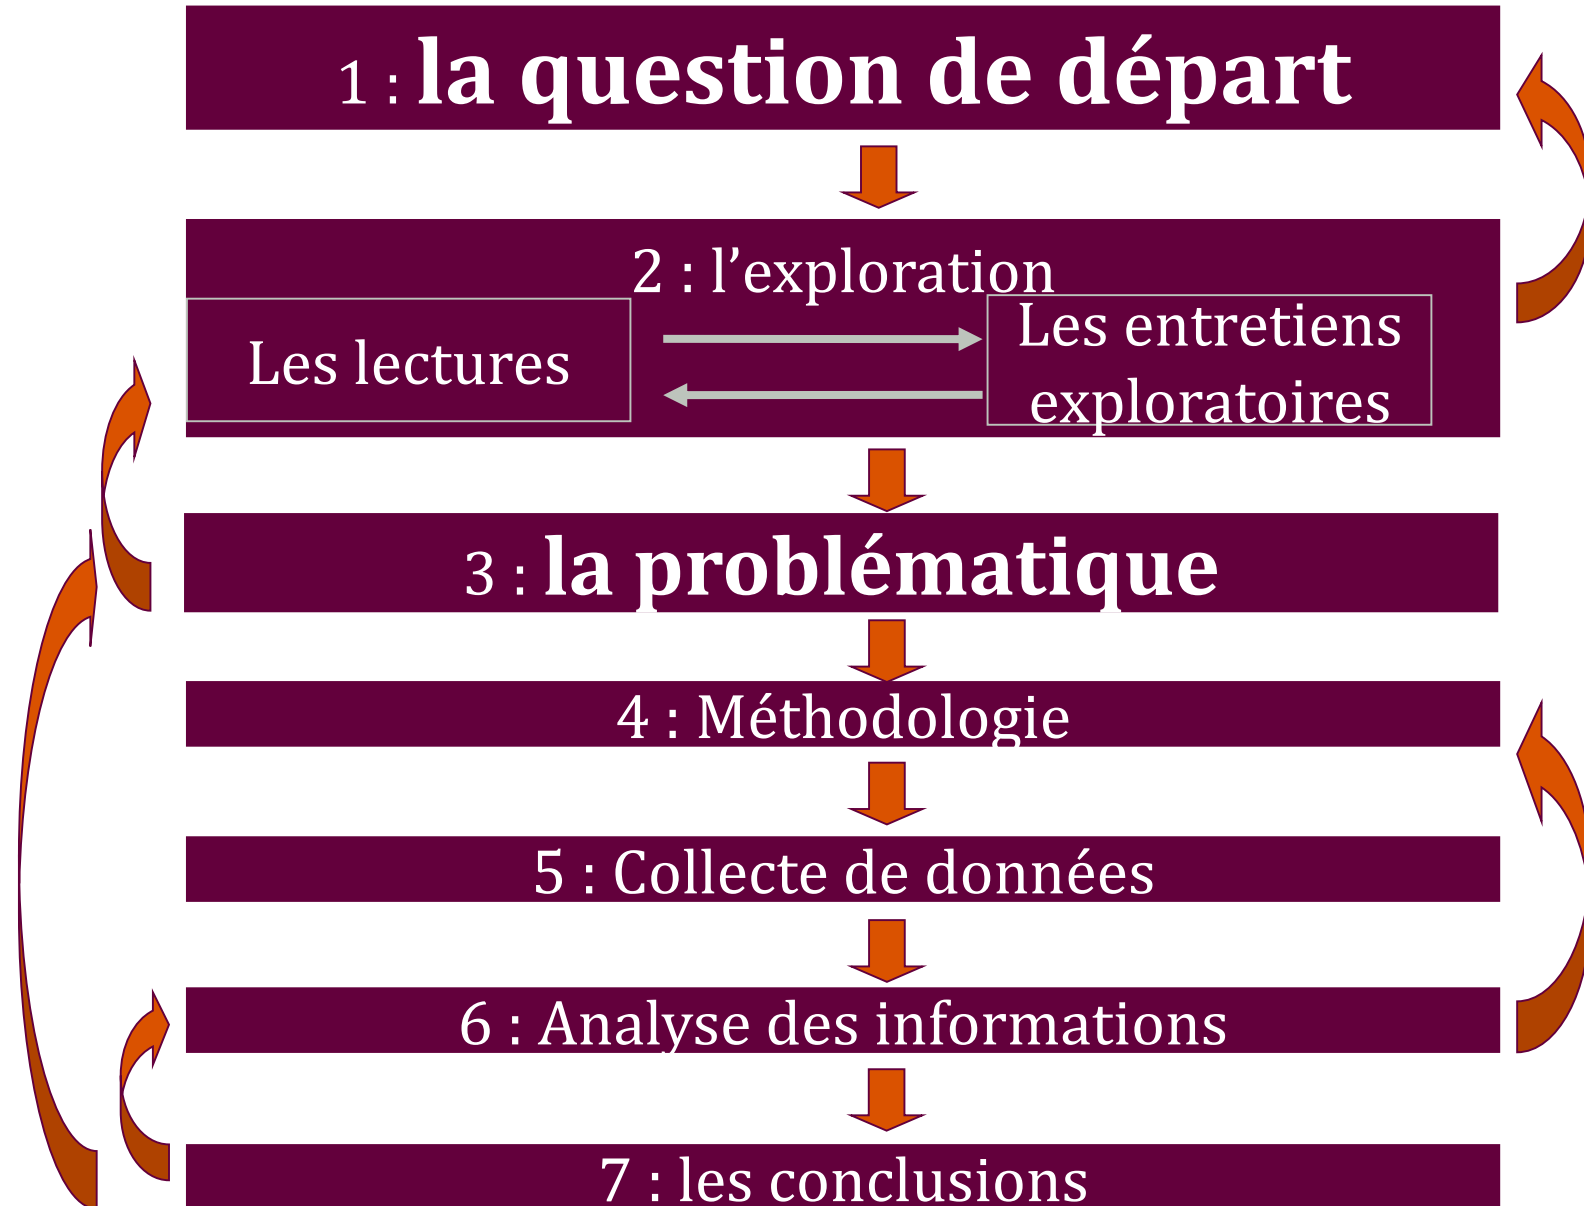 1 : la question de départ
2 : l’exploration
Les lectures
Les entretiens
exploratoires
3 : la problématique
4 : Méthodologie
5 : Collecte de données
6 : Analyse des informations
7 : les conclusions